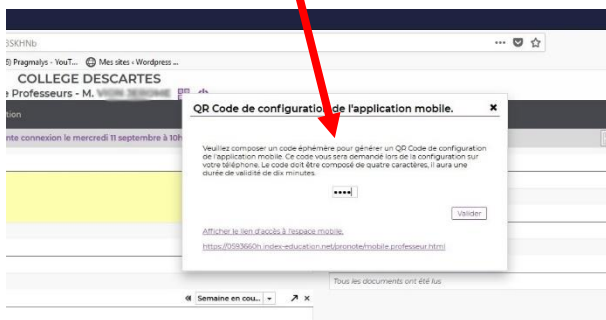 3SKHNb
5) Pragmalys - YouT... Mes sites ‹ Wordpress ...
COLLEGE DESCARTES
e Professeurs - M.
tion
nte connexion le mercredi 11 septembre à 10h
QR Code de configuration de l'application mobile.
Veuillez composer un code éphémère pour générer un QR Code de configuration
de l'application mobile. Ce code vous sera demandé lors de la configuration sur
votre téléphone. Le code doit être composé de quatre caractères, il aura une
durée de validité de dix minutes.
••••
Valider
Afficher le lien d'accès à l'espace mobile.
https://0593660h.index-education.net/pronote/mobile.professeur.html
Tous les documents ont été lus
Semaine en cou...